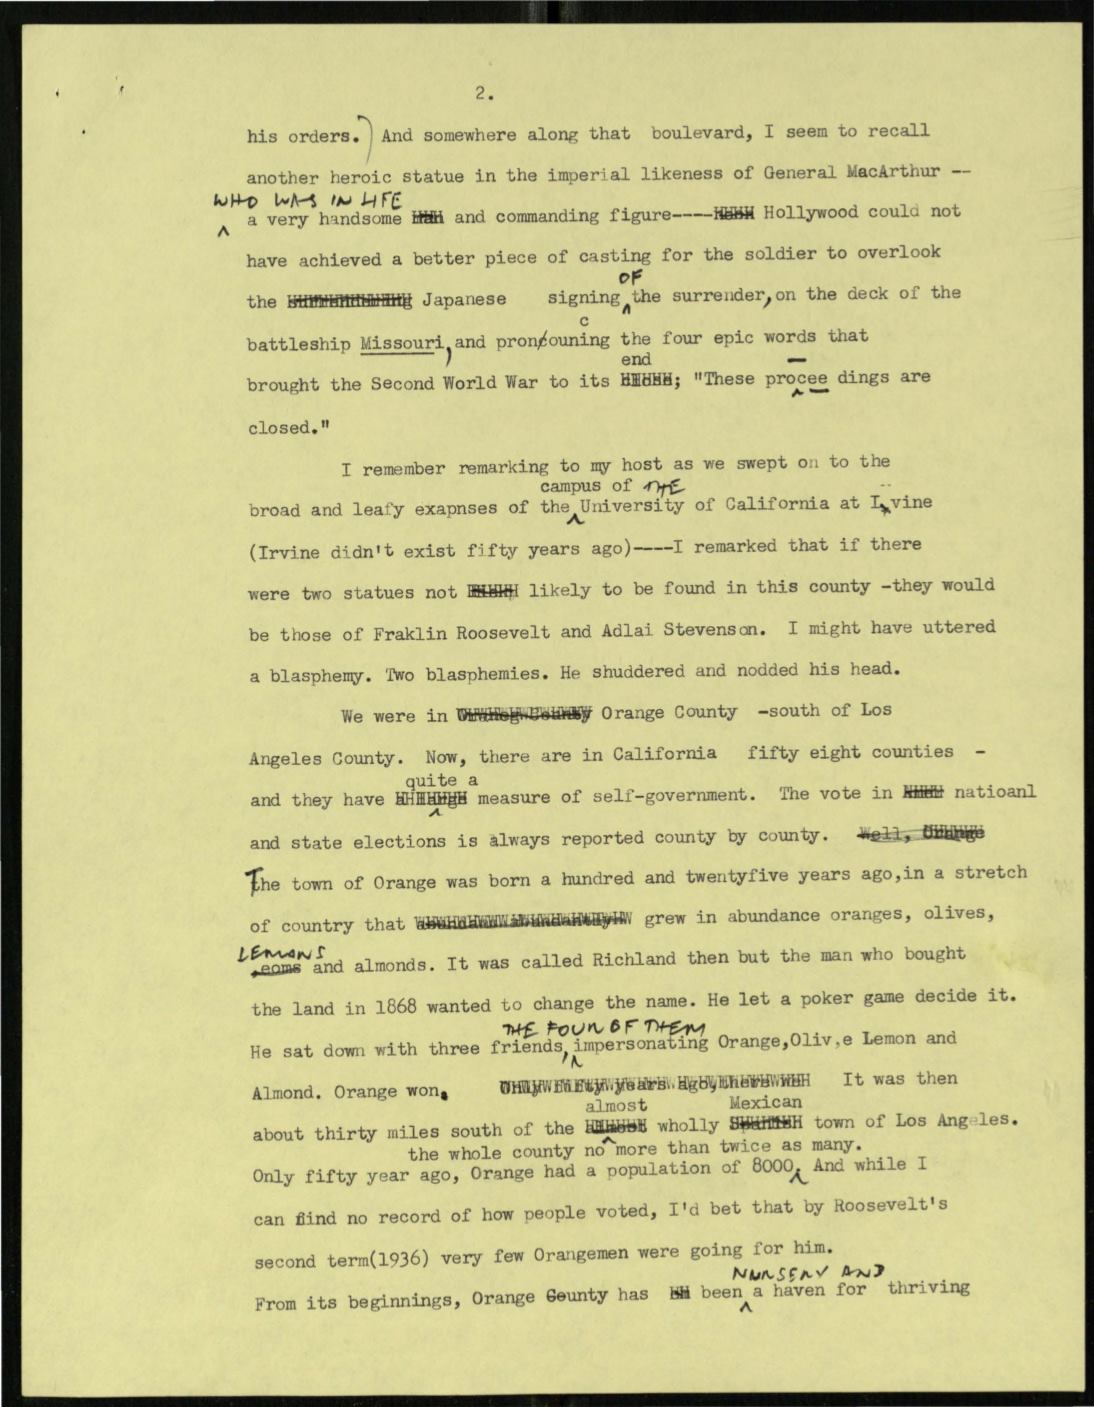 2.
his orders.) And somewhere along that boulevard, I seem to recall
another heroic statue in the imperial likeness of General MacArthur --
WHO WAS IN LIFE
a very handsome and commanding figure---- Hollywood could not
have achieved a better piece of casting for the soldier to overlook
OF
the Japanese signing the surrender, on the deck of the
c
battleship Missouri, and pronouning the four epic words that
end
brought the Second World War to its ; "These procee dings are
closed."
I remember remarking to my host as we swept on to the
campus of THE
broad and leafy exapnses of the University of California at Irvine
(Irvine didn't exist fifty years ago)----I remarked that if there
were two statues not likely to be found in this county -they would
be those of Fraklin Roosevelt and Adlai Stevenson. I might have uttered
a blasphemy. Two blasphemies. He shuddered and nodded his head.
We were in Orange County -south of Los
Angeles County. Now, there are in California fifty eight counties -
quite a
and they have measure of self-government. The vote in natioanl
and state elections is always reported county by county. Well, Orange
The town of Orange was born a hundred and twentyfive years ago,in a stretch
of country that grew in abundance oranges, olives,
LEMONS
eoms and almonds. It was called Richland then but the man who bought
the land in 1868 wanted to change the name. He let a poker game decide it.
THE FOUR OF THEM
He sat down with three friends, impersonating Orange,Oliv,e Lemon and
Almond. Orange won. Only fifty years ago, there was It was then
almost Mexican
about thirty miles south of the wholly Spanish town of Los Angeles.
the whole county no more than twice as many.
Only fifty year ago, Orange had a population of 8000. And while I
can find no record of how people voted, I'd bet that by Roosevelt's
second term(1936) very few Orangemen were going for him.
NURSERY AND
From its beginnings, Orange County has been a haven for thriving